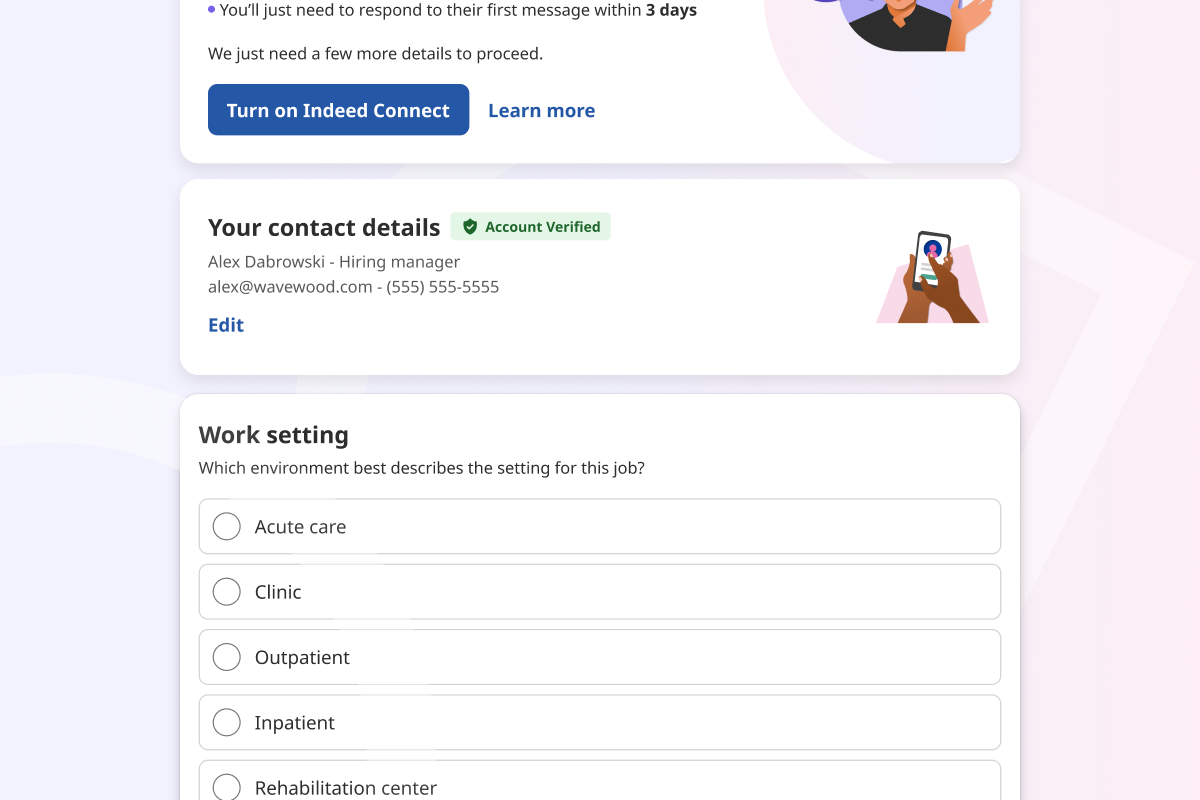 You’ll just need to respond to their first message within 3 days
We just need a few more details to proceed.
Turn on Indeed Connect Learn more
Your contact details Account Verified
Alex Dabrowski - Hiring manager
alex@wavewood.com - (555) 555-5555
Edit
Work setting
Which environment best describes the setting for this job?
Acute care
Clinic
Outpatient
Inpatient
Rehabilitation center